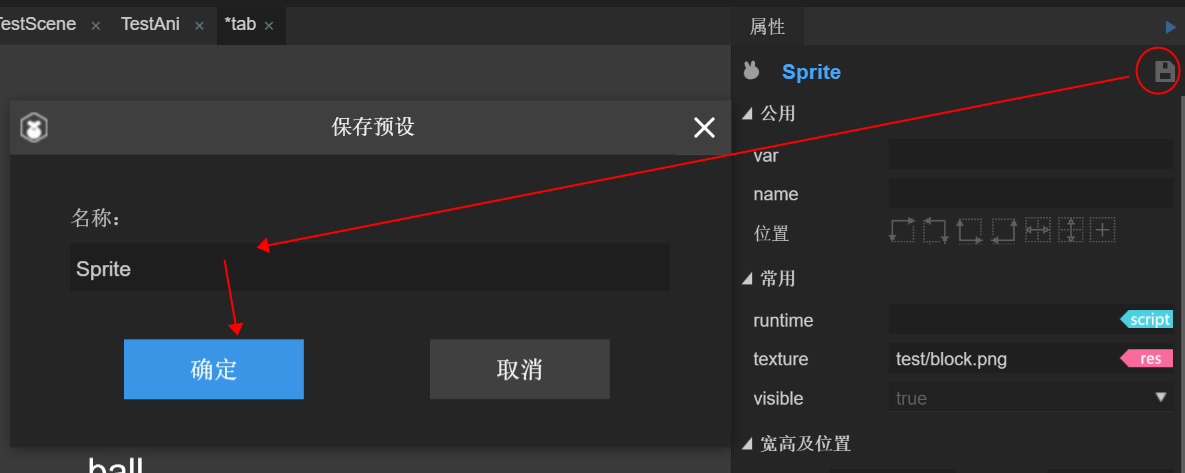 TestScene × TestAni × *tab ×
保存预设
名称：
Sprite
确定 取消
ball
属性
Sprite
公用
var
name
位置
常用
runtime script
texture test/block.png res
visible true
宽高及位置